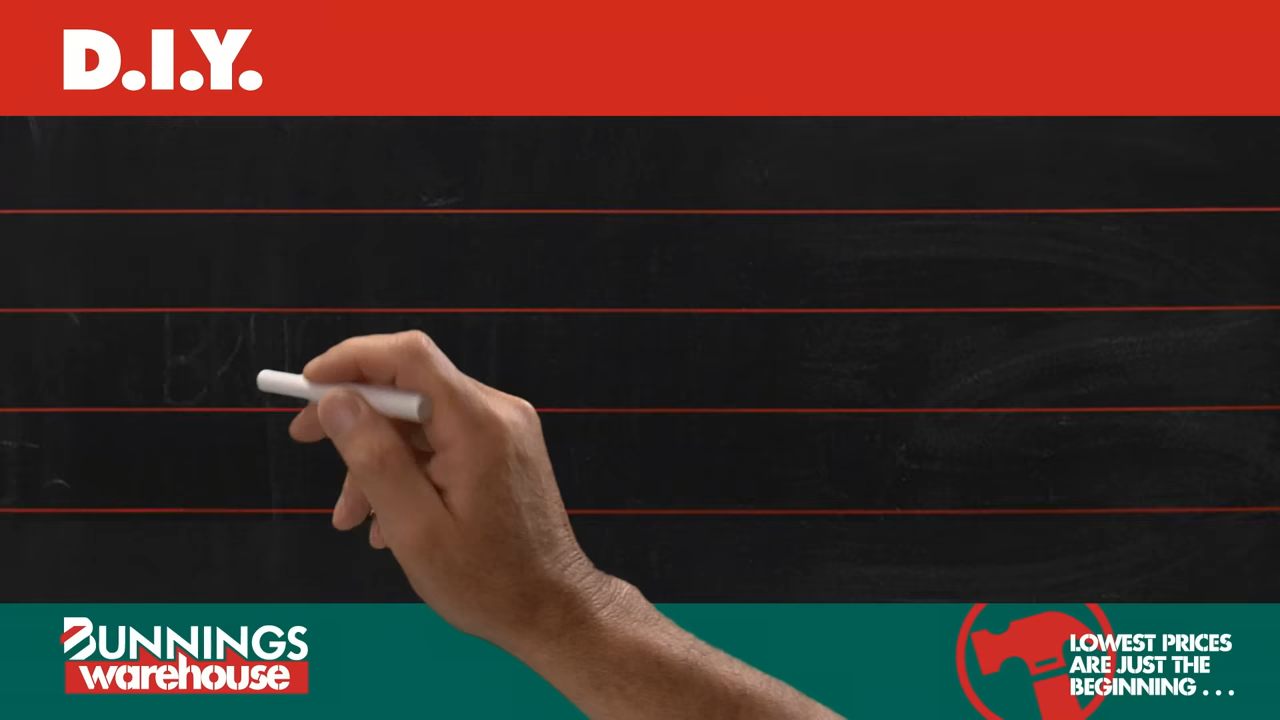 D.I.Y.
BUNNINGS
warehouse
LOWEST PRICES
ARE JUST THE
BEGINNING...